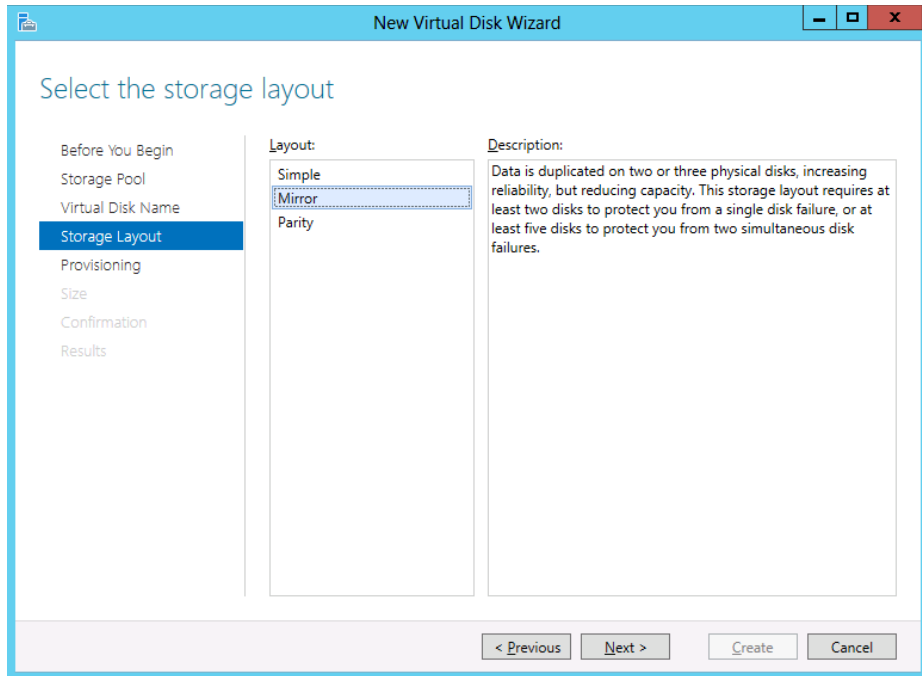 New Virtual Disk Wizard
Select the storage layout
Before You Begin
Storage Pool
Virtual Disk Name
Storage Layout
Provisioning
Size
Confirmation
Results
Layout:
Simple
Mirror
Parity
Description:
Data is duplicated on two or three physical disks, increasing
reliability, but reducing capacity. This storage layout requires at
least two disks to protect you from a single disk failure, or at
least five disks to protect you from two simultaneous disk
failures.
< Previous
Next >
Create
Cancel